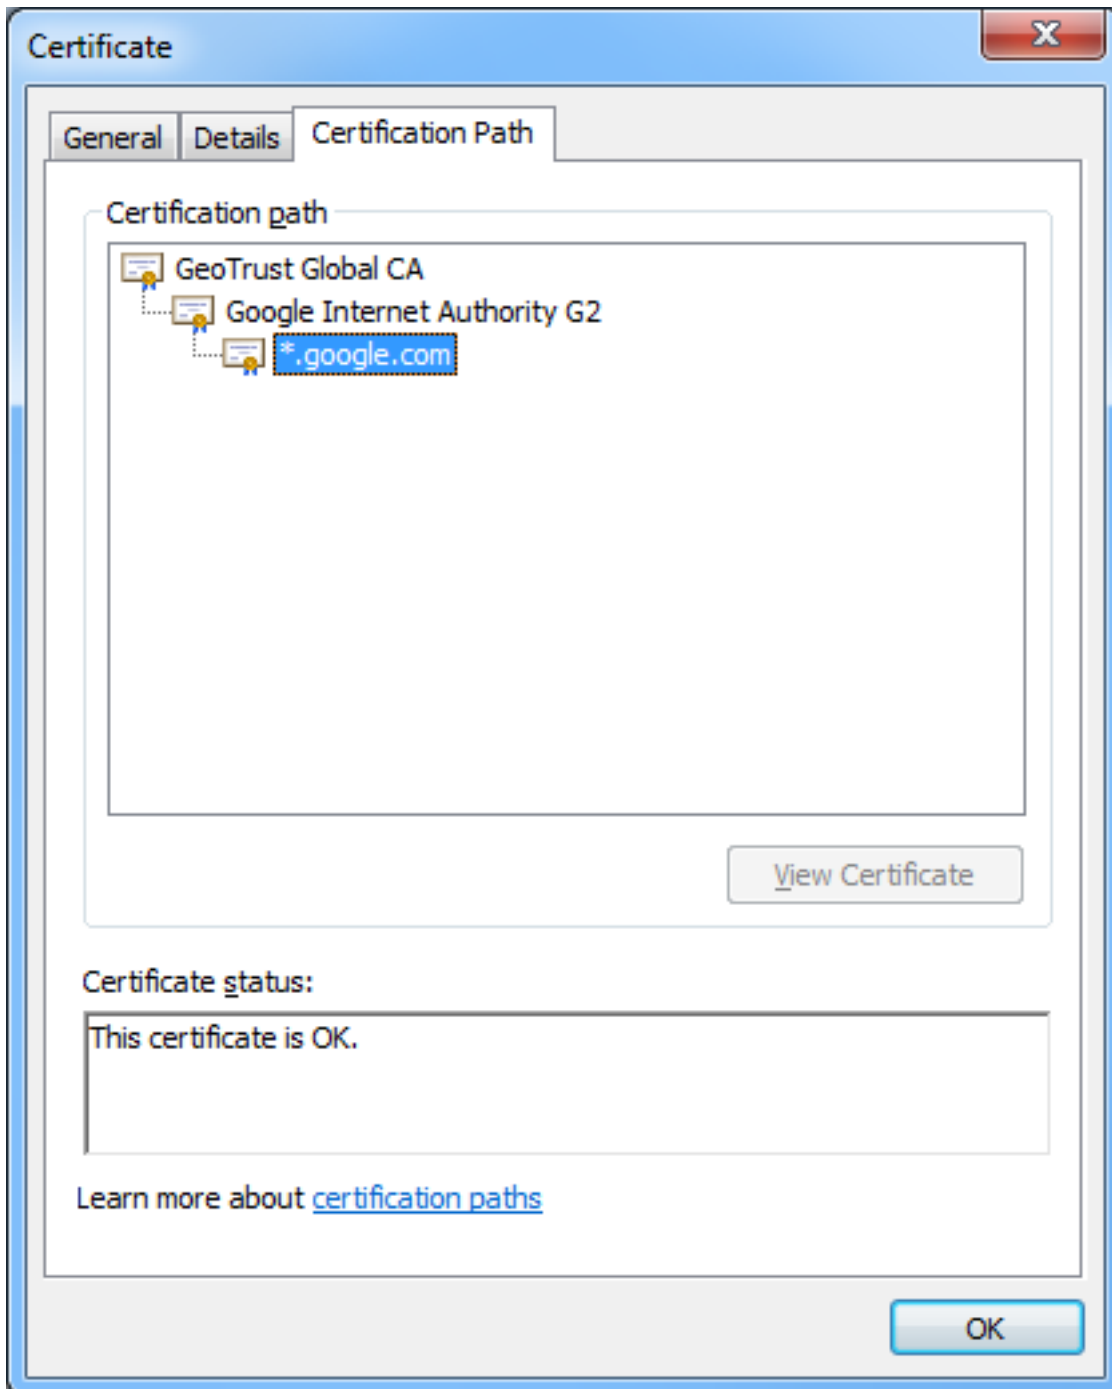 Certificate
General Details Certification Path
Certification path
GeoTrust Global CA
Google Internet Authority G2
*.google.com
View Certificate
Certificate status:
This certificate is OK.
Learn more about certification paths
OK